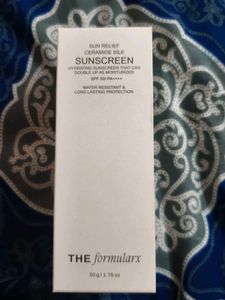 SUN RELIEF
CERAMIDE SILK
SUNSCREEN
HYDRATING SUNSCREEN THAT CAN
DOUBLE UP AS MOISTURIZER
SPF 50/ PA++++
WATER RESISTANT &
LONG LASTING PROTECTION
THE formularx
50g / 1.76 oz